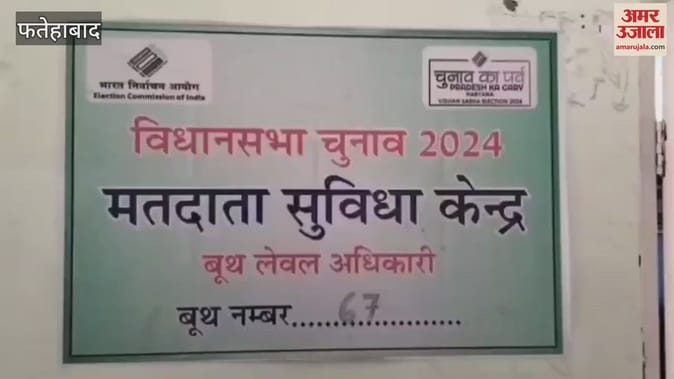 फतेहाबाद
अमर उजाला
amarujala.com
भारत निर्वाचन आयोग
Election Commission of India
चुनाव का पर्व
PRADESH KA GARV
HARYANA
VIDHAN SABHA ELECTION 2024
विधानसभा चुनाव 2024
मतदाता सुविधा केन्द्र
बूथ लेवल अधिकारी
बूथ नम्बर......67..............